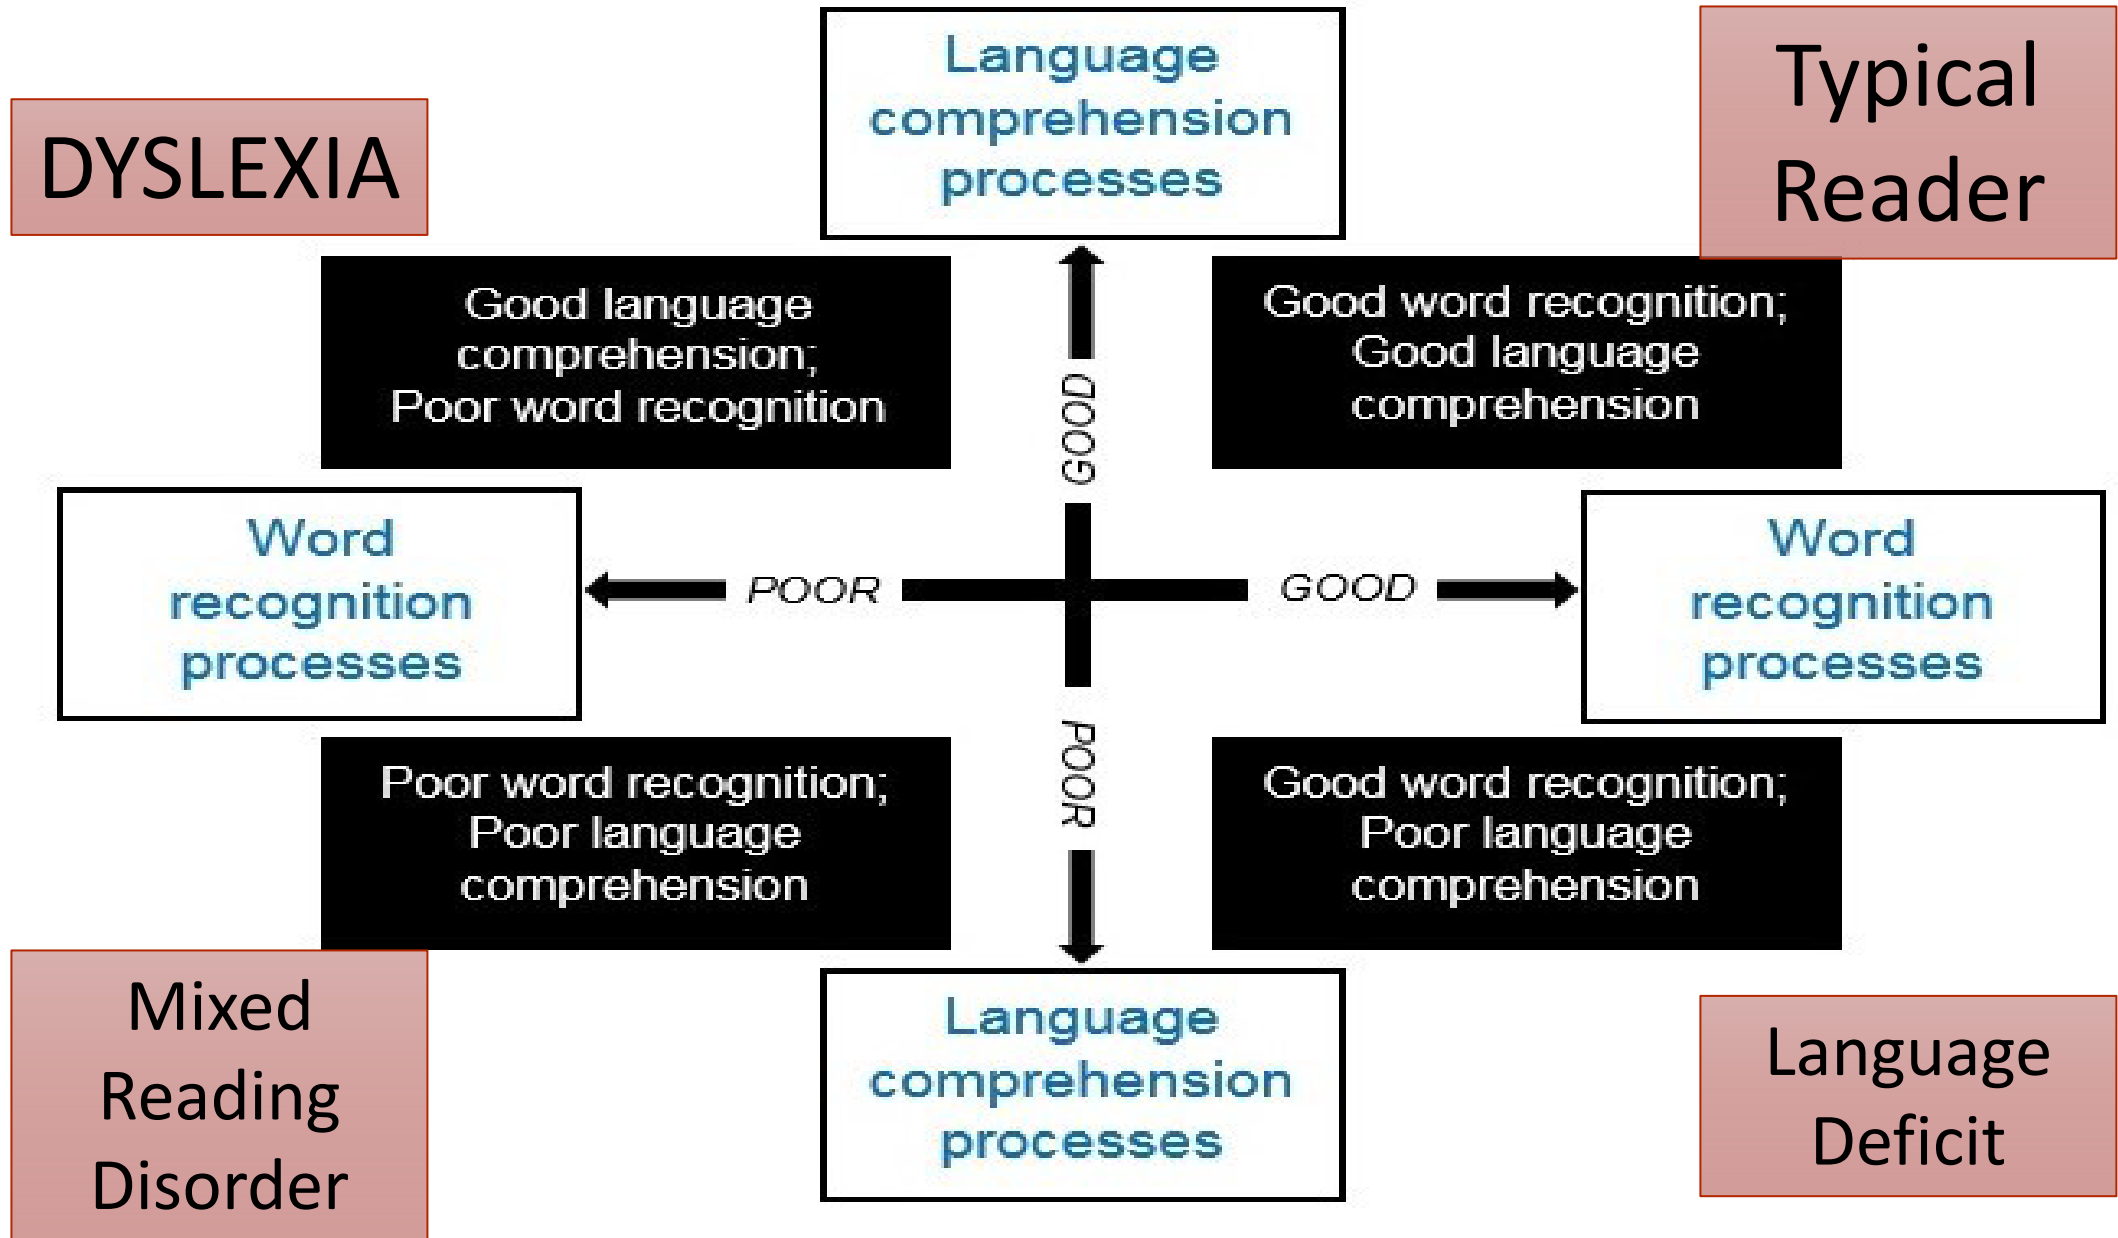 Language
comprehension
processes
Typical
Reader
DYSLEXIA
Good language
comprehension;
Poor word recognition
GOOD
Good word recognition;
Good language
comprehension
Word
recognition
processes
POOR
GOOD
Word
recognition
processes
Poor word recognition;
Poor language
comprehension
POOR
Good word recognition;
Poor language
comprehension
Mixed
Reading
Disorder
Language
comprehension
processes
Language
Deficit